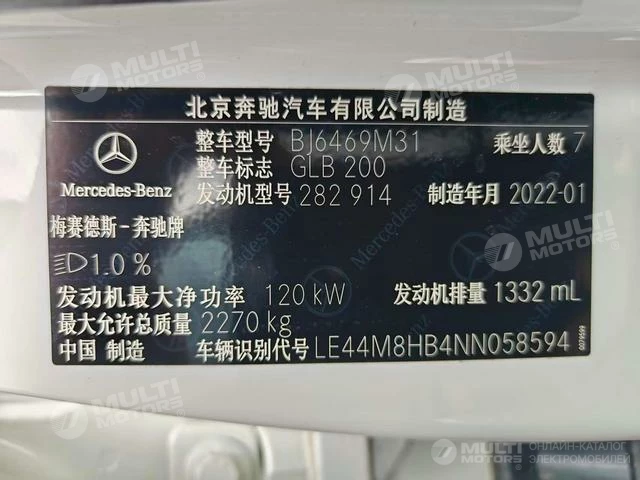 北京奔驰汽车有限公司制造
整车型号 BJ6469M31 乘坐人数 7
整车标志 GLB 200
发动机型号 282 914 制造年月 2022-01
Mercedes-Benz
梅赛德斯-奔驰牌
1.0 %
发动机最大净功率 120 kW 发动机排量 1332 mL
最大允许总质量 2270 kg
中国 制造 车辆识别代号 LE44M8HB4NN058594
0079599
MULTI MOTORS
ОНЛАЙН-КАТАЛОГ
ЭЛЕКТРОМОБИЛЕЙ